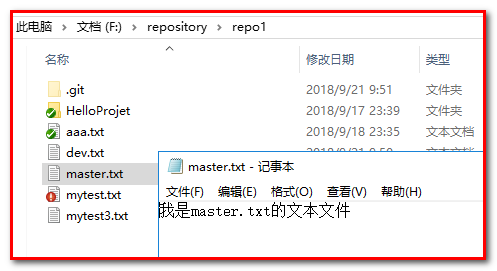 此电脑 > 文档 (F:) > repository > repo1
名称 修改日期 类型
.git 2018/9/21 9:51 文件夹
HelloProjet 2018/9/17 23:39 文件夹
aaa.txt 2018/9/18 23:35 文本文档
dev.txt
master.txt
mytest.txt
mytest3.txt
master.txt - 记事本
文件(F) 编辑(E) 格式(O) 查看(V) 帮助(H)
我是master.txt的文本文件